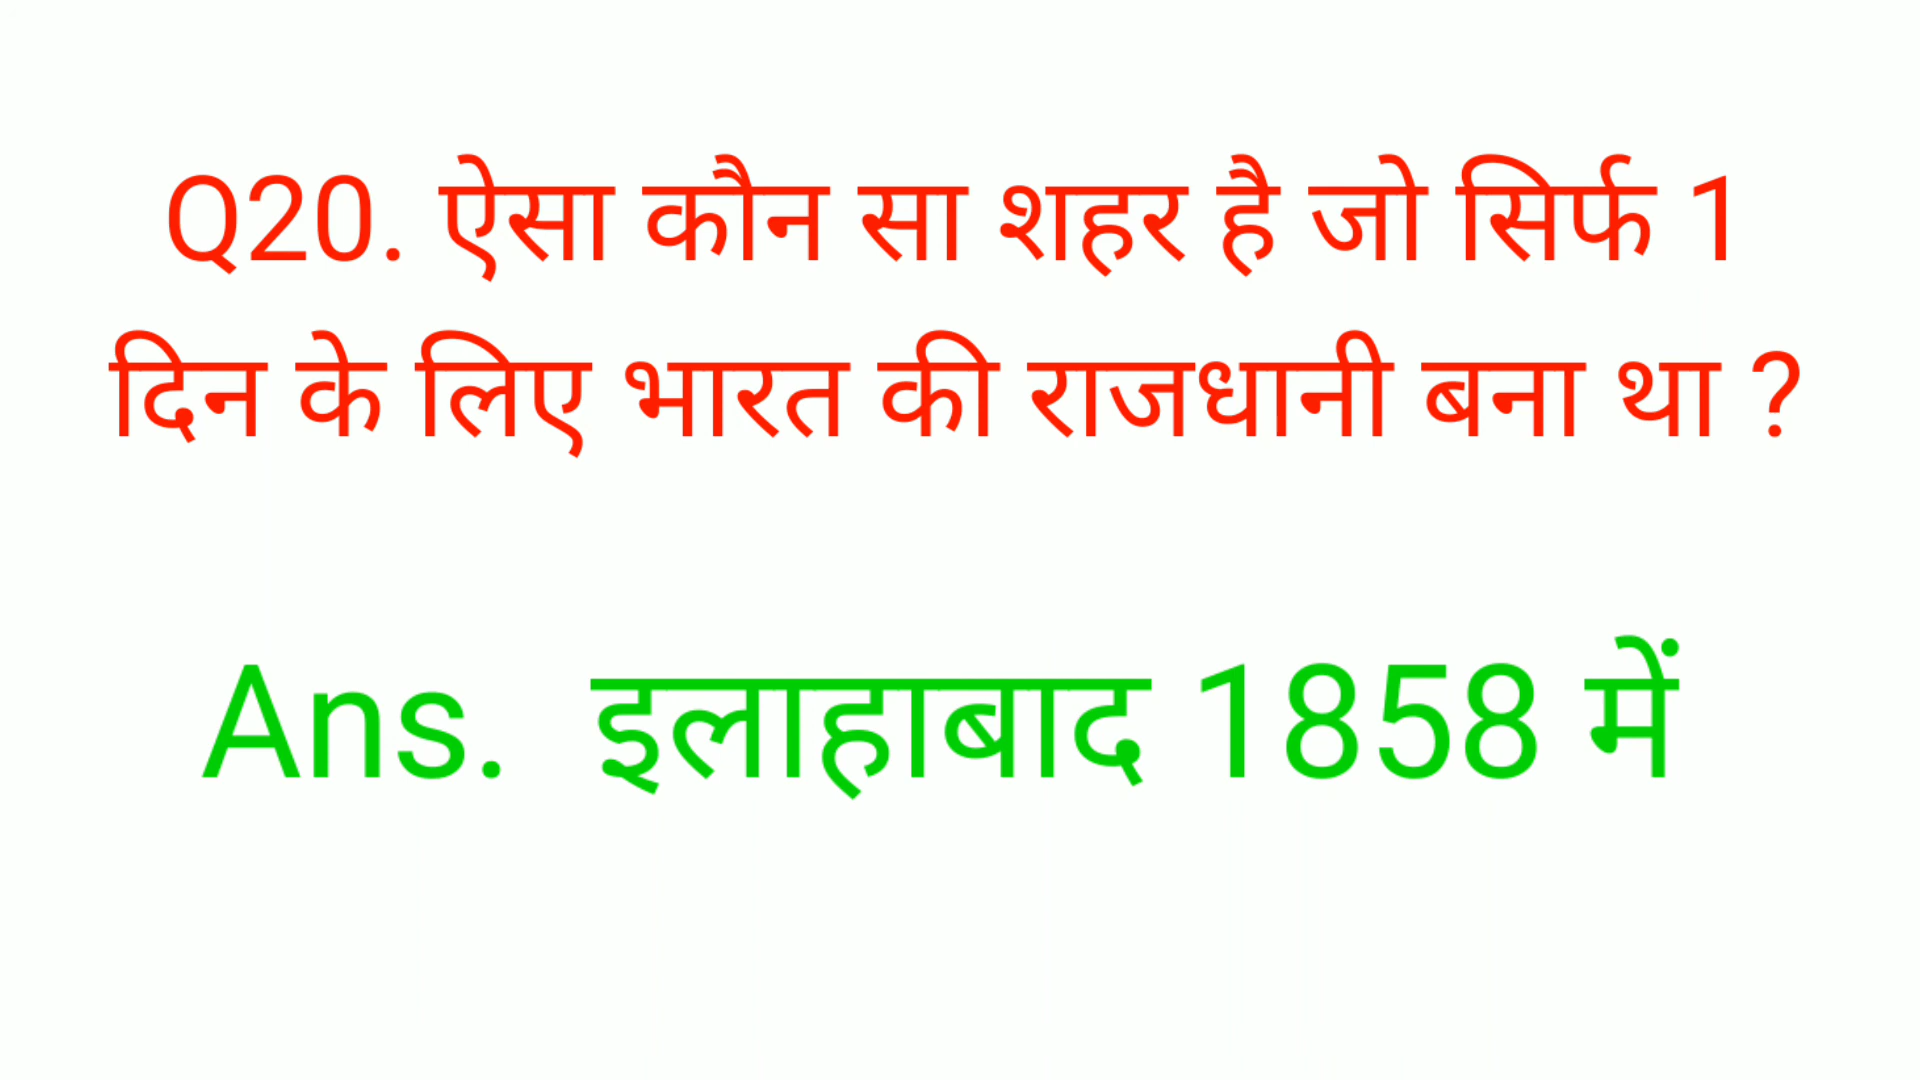 Q20. ऐसा कौन सा शहर है जो सिर्फ 1
दिन के लिए भारत की राजधानी बना था ?
Ans. इलाहाबाद 1858 में